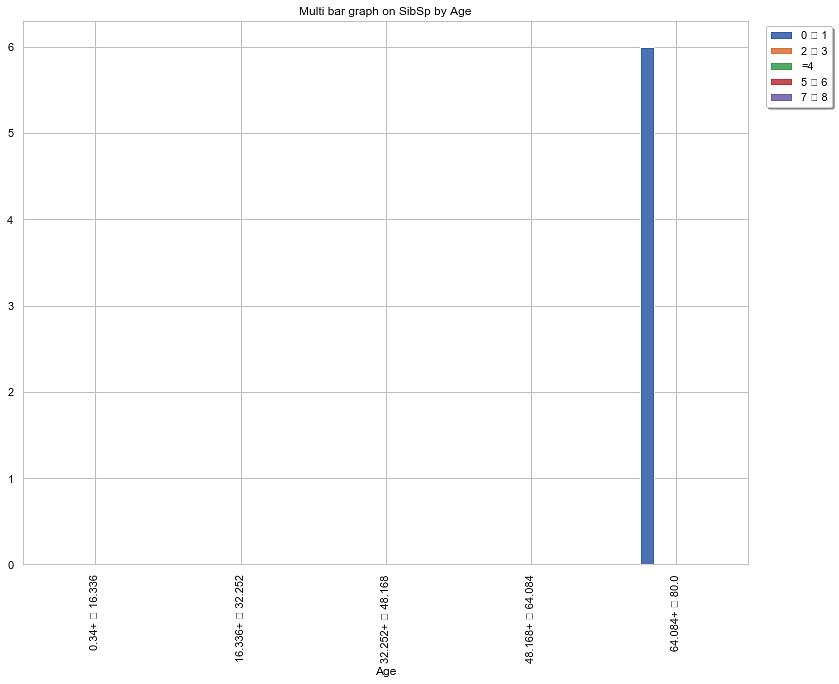 Multi bar graph on SibSp by Age
6
5
4
3
2
1
0
0 □ 1
2 □ 3
=4
5 □ 6
7 □ 8
0.34+ □ 16.336
16.336+ □ 32.252
32.252+ □ 48.168
48.168+ □ 64.084
64.084+ □ 80.0
Age